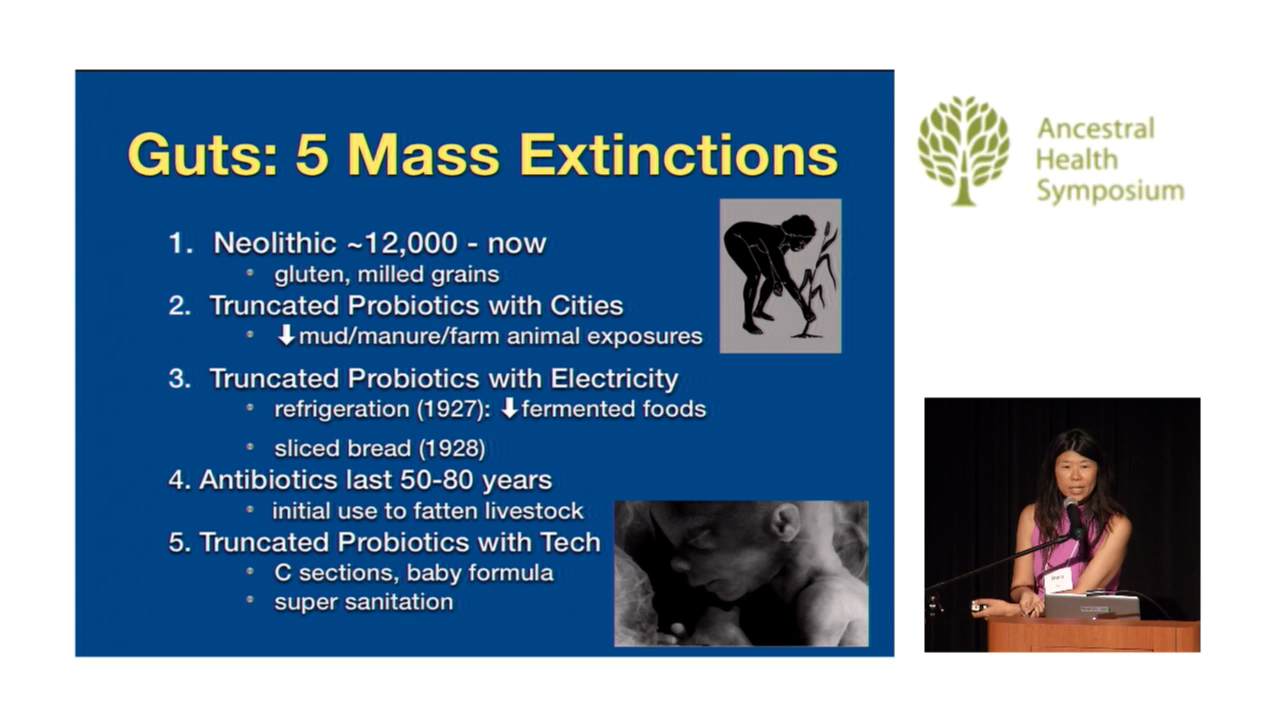 Guts: 5 Mass Extinctions
1. Neolithic ~12,000 - now
• gluten, milled grains
2. Truncated Probiotics with Cities
• ⬇mud/manure/farm animal exposures
3. Truncated Probiotics with Electricity
• refrigeration (1927): ⬇fermented foods
• sliced bread (1928)
4. Antibiotics last 50-80 years
• initial use to fatten livestock
5. Truncated Probiotics with Tech
• C sections, baby formula
• super sanitation
Ancestral
Health
Symposium